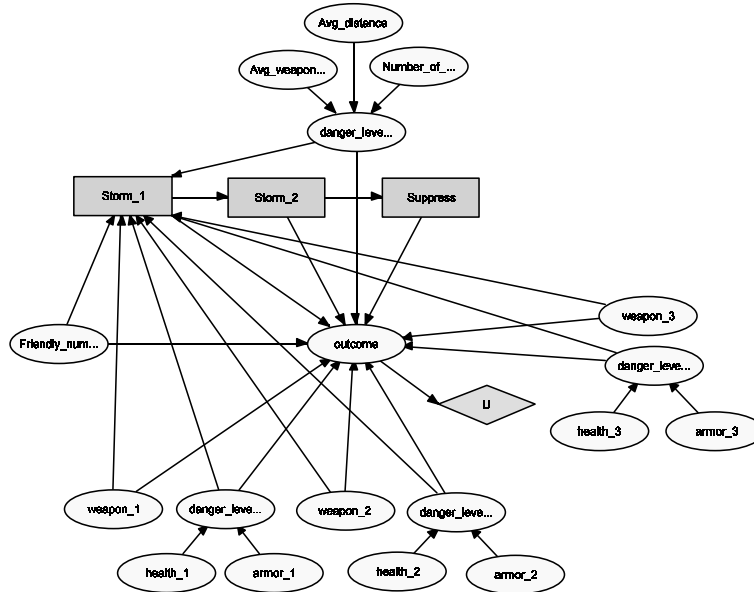 Avg_distance
Avg_weapon...
Number_of_...
danger_leve...
Storm_1
Storm_2
Suppress
weapon_3
Friendly_num...
outcome
danger_leve...
U
health_3
armor_3
weapon_1
danger_leve...
weapon_2
danger_leve...
health_1
armor_1
health_2
armor_2